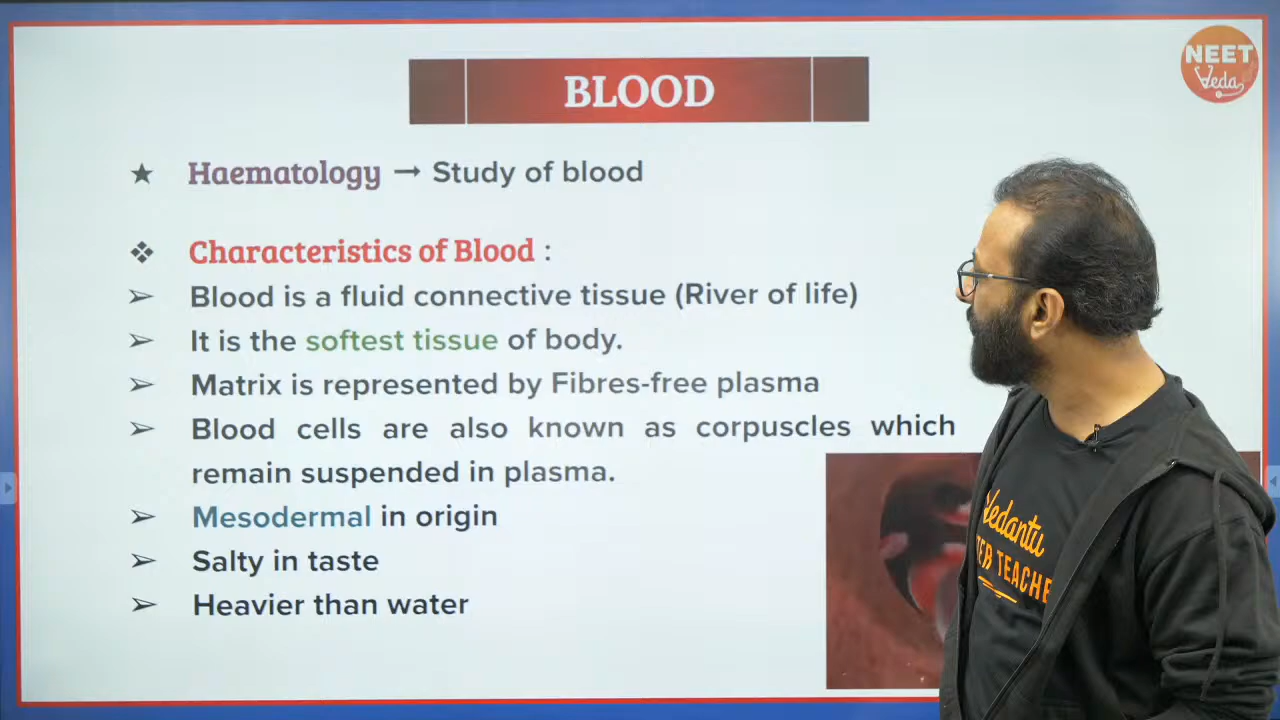 BLOOD
NEET
Veda
★ Haematology → Study of blood
❖ Characteristics of Blood :
➢ Blood is a fluid connective tissue (River of life)
➢ It is the softest tissue of body.
➢ Matrix is represented by Fibres-free plasma
➢ Blood cells are also known as corpuscles which
remain suspended in plasma.
➢ Mesodermal in origin
➢ Salty in taste
➢ Heavier than water
Vedantu
TEACHE